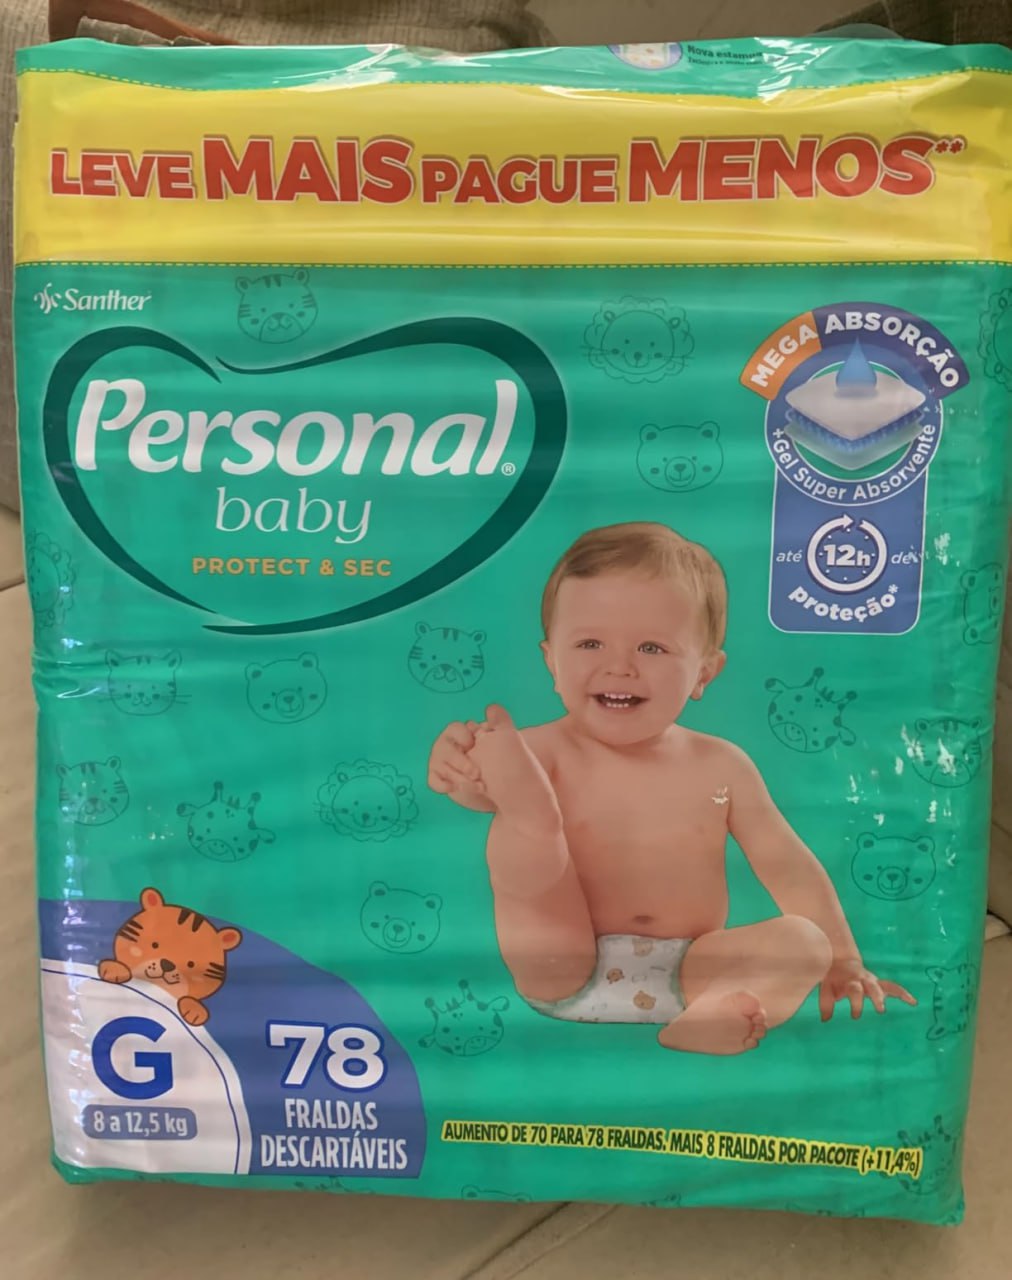 Nova estampa
LEVE MAIS PAGUE MENOS**
Santher
Personal®
baby
PROTECT & SEC
MEGA ABSORÇÃO
+Gel Super Absorvente
até 12h de
proteção*
G
8 a 12,5 kg
78
FRALDAS
DESCARTÁVEIS
AUMENTO DE 70 PARA 78 FRALDAS. MAIS 8 FRALDAS POR PACOTE (+11,4%)